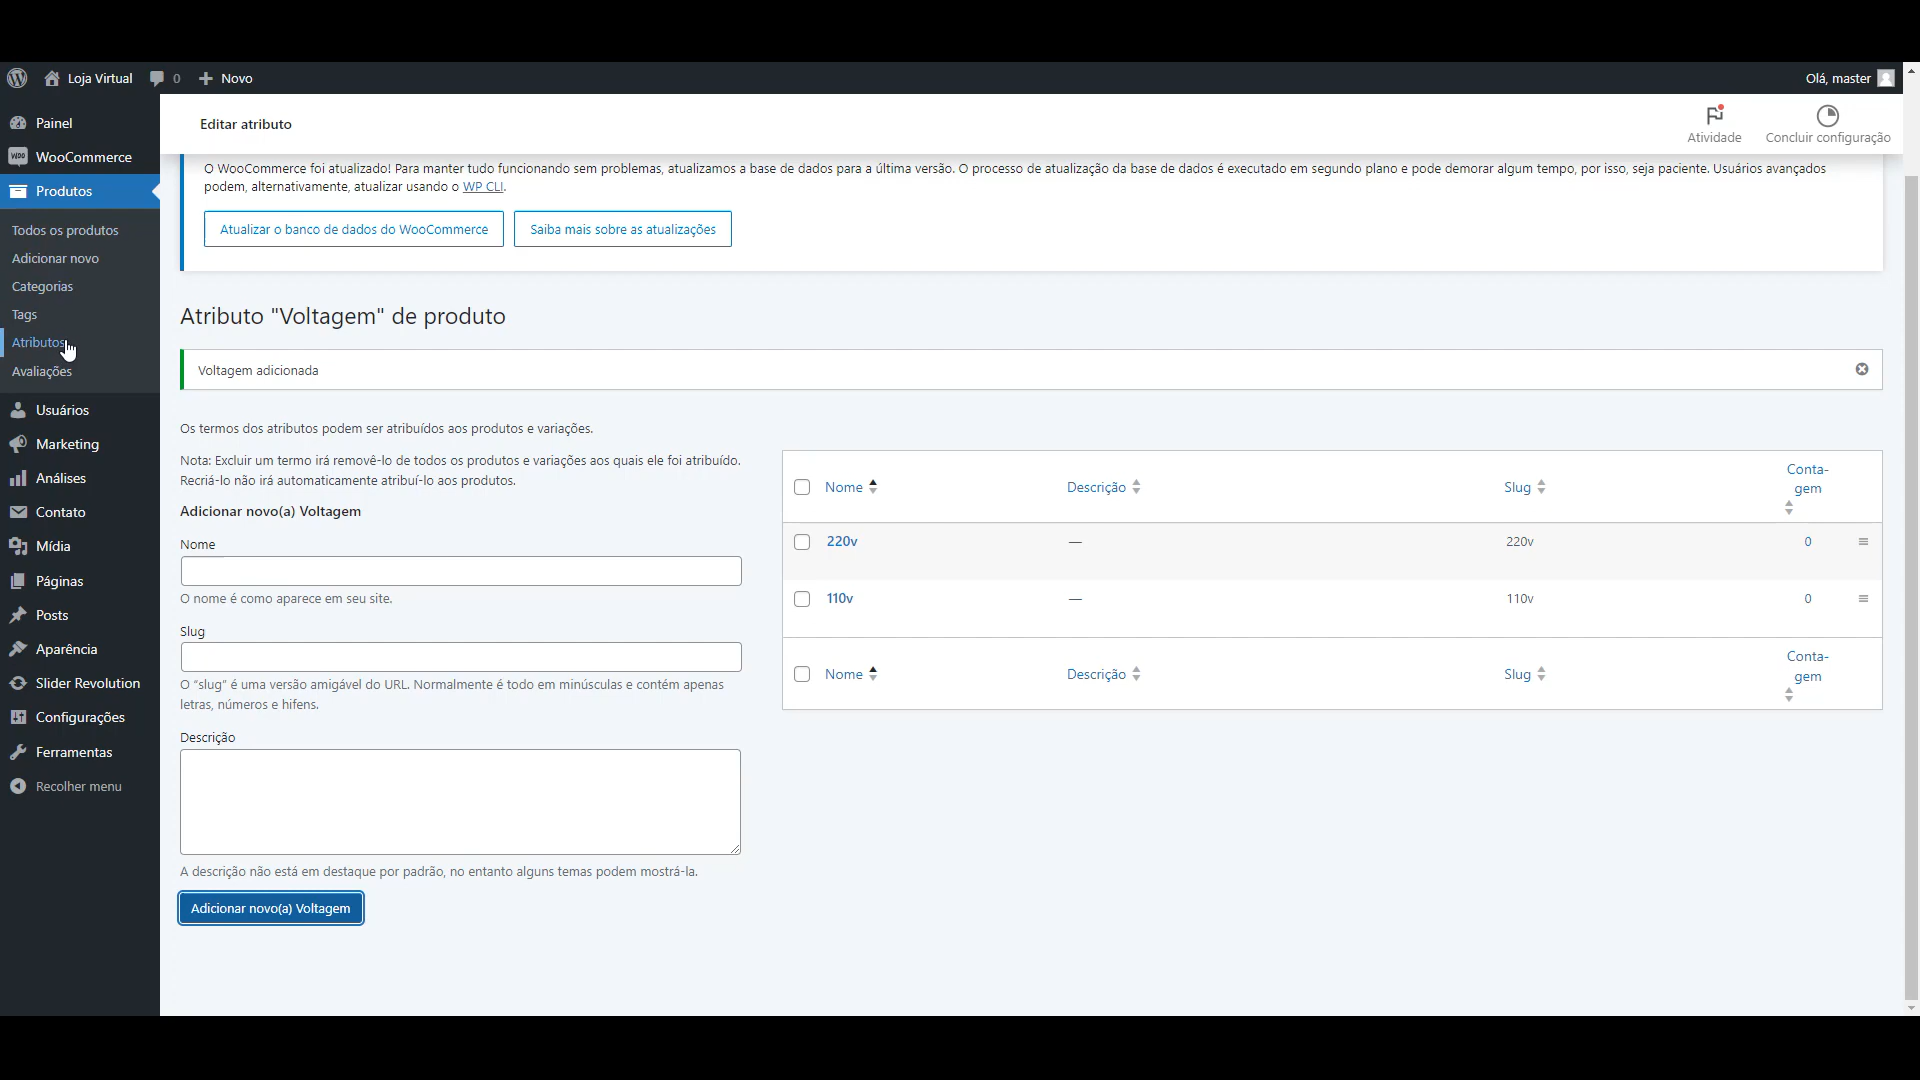 Loja Virtual 0 Novo Olá, master
Painel
WooCommerce
Produtos
Todos os produtos
Adicionar novo
Categorias
Tags
Atributos
Avaliações
Usuários
Marketing
Análises
Contato
Mídia
Páginas
Posts
Aparência
Slider Revolution
Configurações
Ferramentas
Recolher menu
Editar atributo
Atividade
Concluir configuração
O WooCommerce foi atualizado! Para manter tudo funcionando sem problemas, atualizamos a base de dados para a última versão. O processo de atualização da base de dados é executado em segundo plano e pode demorar algum tempo, por isso, seja paciente. Usuários avançados
podem, alternativamente, atualizar usando o WP CLI.
Atualizar o banco de dados do WooCommerce Saiba mais sobre as atualizações
Atributo "Voltagem" de produto
Voltagem adicionada
Os termos dos atributos podem ser atribuídos aos produtos e variações.
Nota: Excluir um termo irá removê-lo de todos os produtos e variações aos quais ele foi atribuído.
Recriá-lo não irá automaticamente atribuí-lo aos produtos.
Adicionar novo(a) Voltagem
Nome
O nome é como aparece em seu site.
Slug
O "slug" é uma versão amigável do URL. Normalmente é todo em minúsculas e contém apenas
letras, números e hifens.
Descrição
A descrição não está em destaque por padrão, no entanto alguns temas podem mostrá-la.
Adicionar novo(a) Voltagem
Nome Descrição Slug Conta-
gem
220v — 220v 0
110v — 110v 0
Nome Descrição Slug Conta-
gem